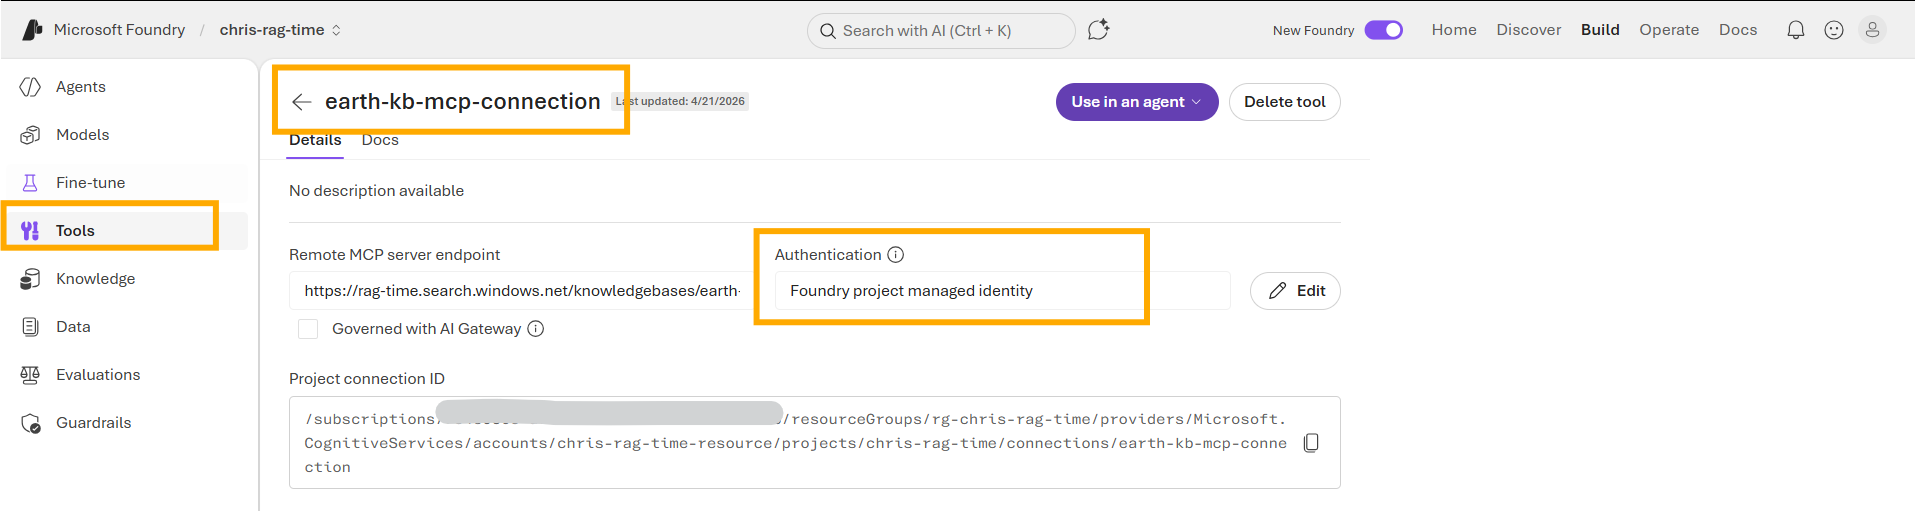 Microsoft Foundry / chris-rag-time
Search with AI (Ctrl + K)
New Foundry
Home Discover Build Operate Docs
Agents
Models
Fine-tune
Tools
Knowledge
Data
Evaluations
Guardrails
earth-kb-mcp-connection
Last updated: 4/21/2026
Use in an agent
Delete tool
Details Docs
No description available
Remote MCP server endpoint
https://rag-time.search.windows.net/knowledgebases/earth-
Authentication
Foundry project managed identity
Edit
Governed with AI Gateway
Project connection ID
/subscriptions/ /resourceGroups/rg-chris-rag-time/providers/Microsoft.
CognitiveServices/accounts/chris-rag-time-resource/projects/chris-rag-time/connections/earth-kb-mcp-conne
ction